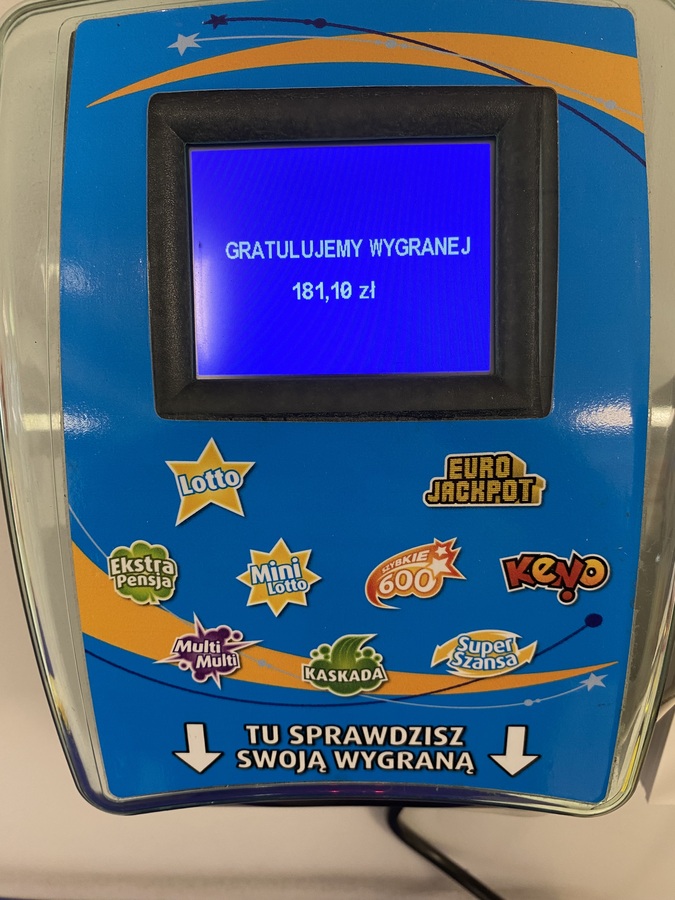 GRATULUJEMY WYGRANEJ
181,10 zł
Lotto
EURO
JACKPOT
Ekstra
Pensja
Mini
Lotto
SZYBKIE
600
Keno
Multi
Multi
KASKADA
Super
Szansa
TU SPRAWDZISZ
SWOJĄ WYGRANĄ